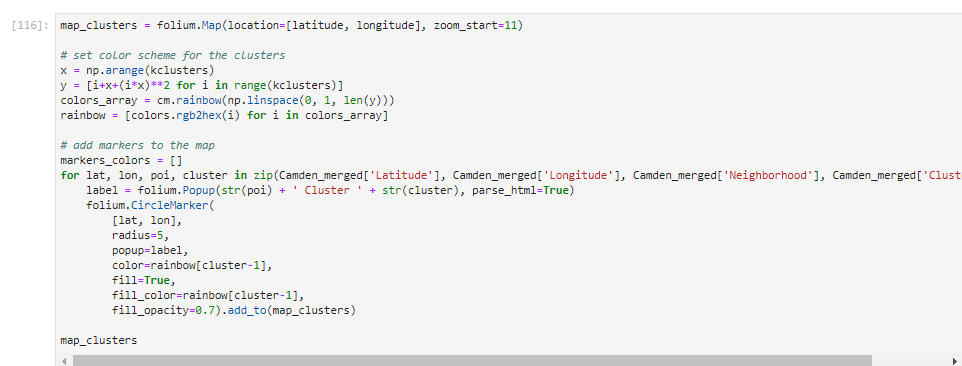 [116]: map_clusters = folium.Map(location=[latitude, longitude], zoom_start=11)
# set color scheme for the clusters
x = np.arange(kclusters)
y = [i+x+(i*x)**2 for i in range(kclusters)]
colors_array = cm.rainbow(np.linspace(0, 1, len(y)))
rainbow = [colors.rgb2hex(i) for i in colors_array]
# add markers to the map
markers_colors = []
for lat, lon, poi, cluster in zip(Camden_merged['Latitude'], Camden_merged['Longitude'], Camden_merged['Neighborhood'], Camden_merged['Clust
    label = folium.Popup(str(poi) + ' Cluster ' + str(cluster), parse_html=True)
    folium.CircleMarker(
        [lat, lon],
        radius=5,
        popup=label,
        color=rainbow[cluster-1],
        fill=True,
        fill_color=rainbow[cluster-1],
        fill_opacity=0.7).add_to(map_clusters)
map_clusters